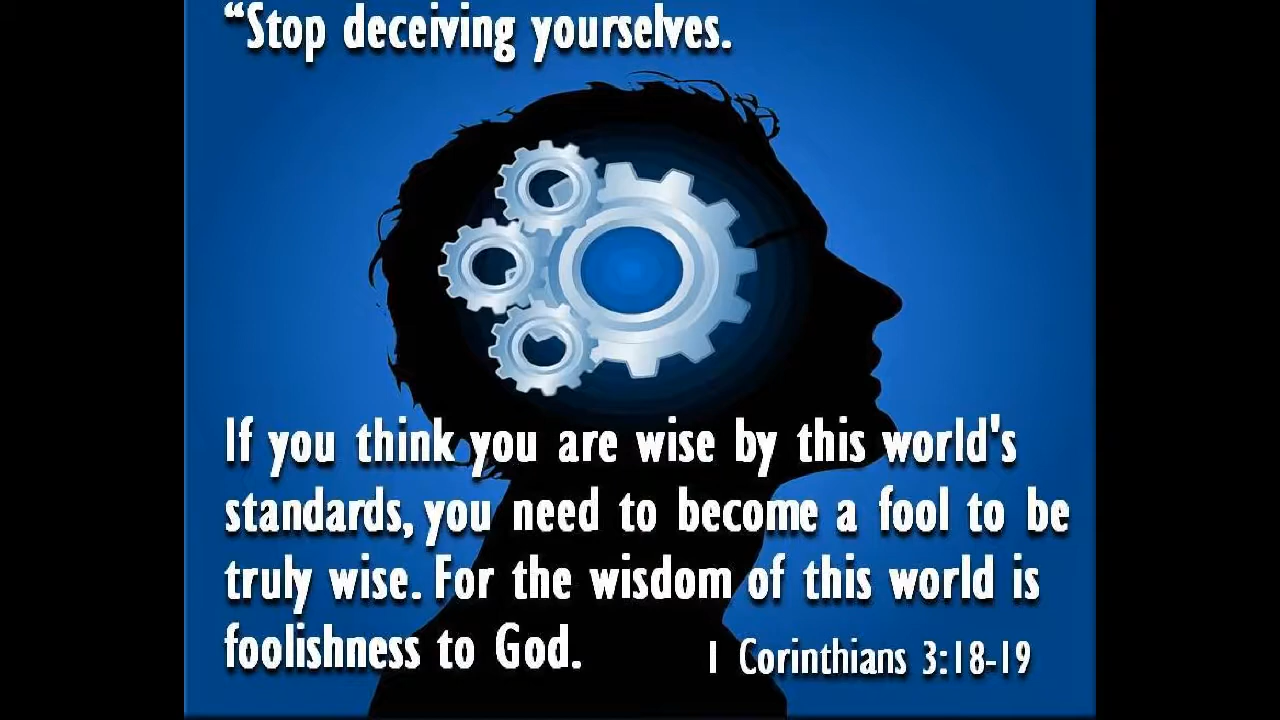 “Stop deceiving yourselves.
If you think you are wise by this world's
standards, you need to become a fool to be
truly wise. For the wisdom of this world is
foolishness to God.
1 Corinthians 3:18-19